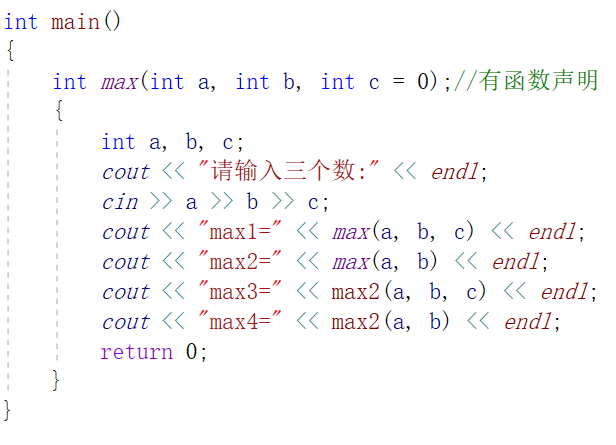 int main()
{
int max(int a, int b, int c = 0);//有函数声明
{
int a, b, c;
cout << "请输入三个数:" << endl;
cin >> a >> b >> c;
cout << "max1=" << max(a, b, c) << endl;
cout << "max2=" << max(a, b) << endl;
cout << "max3=" << max2(a, b, c) << endl;
cout << "max4=" << max2(a, b) << endl;
return 0;
}
}